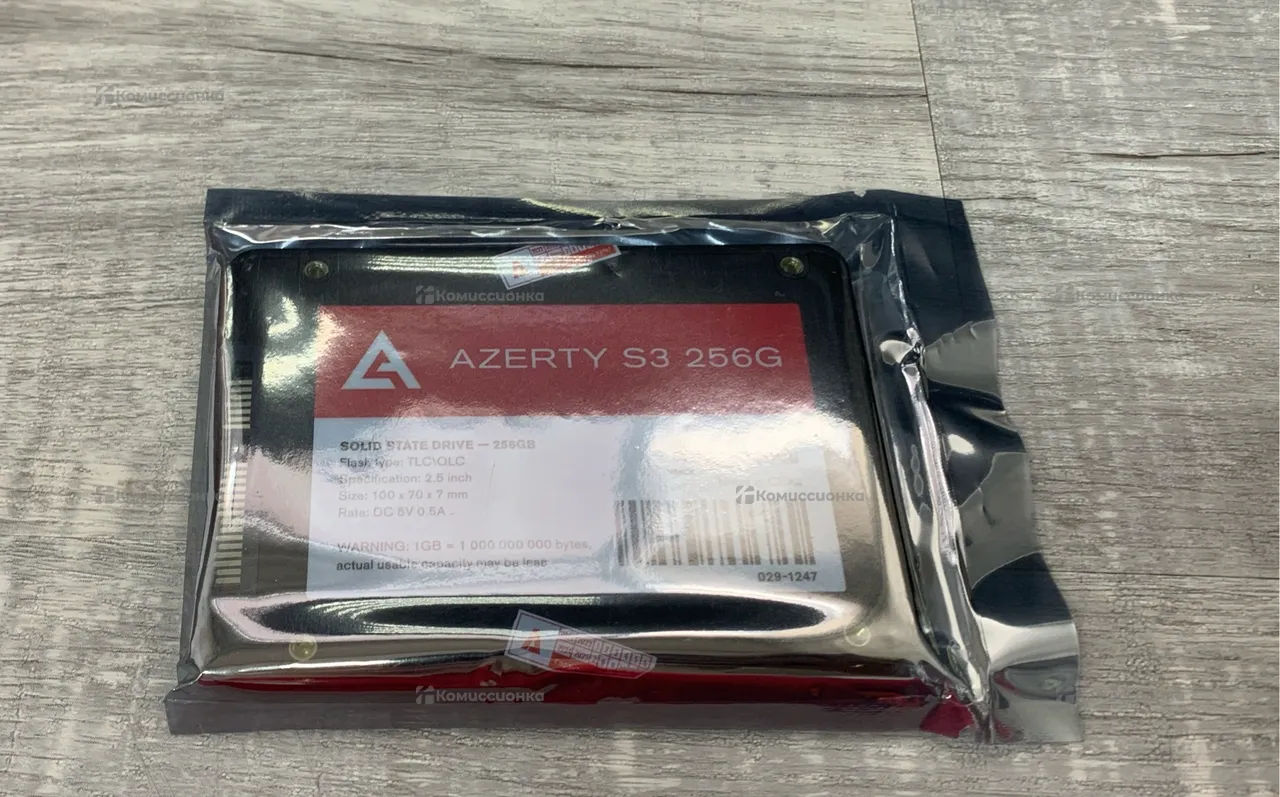 Комиссионка
Комиссионка
AZERTY S3 256G
SOLID STATE DRIVE — 256GB
Flash type: TLC\QLC
Specification: 2.5 inch
Size: 100 x 70 x 7 mm
Rate: DC 5V 0.5A
Комиссионка
Комиссионка
WARNING: 1GB = 1 000 000 000 bytes,
actual usable capacity may be less
029-1247
Комиссионка